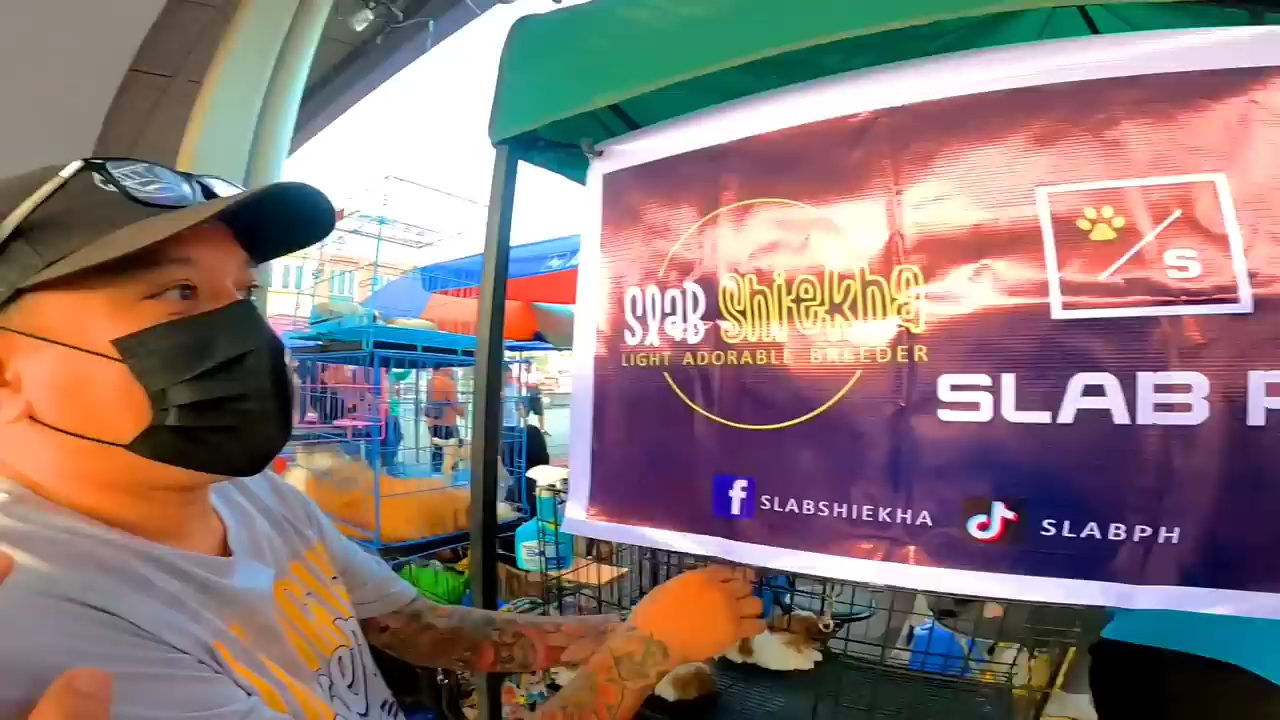 SlaB Shiekha
LIGHT ADORABLE BREEDER
S
SLAB
SLABSHIEKHA
SLABPH